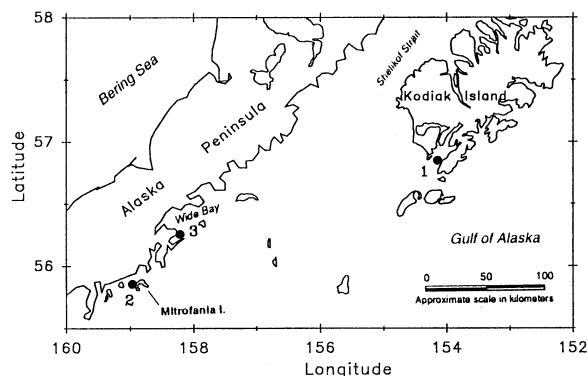 58
57
56
Latitude
Bering Sea
Shelikof Strait
Kodiak Island
Peninsula
Alaska
Wide Bay
1
3
2
Mitrofania I.
Gulf of Alaska
0 50 100
Approximate scale in kilometers
160 158 156 154 152
Longitude